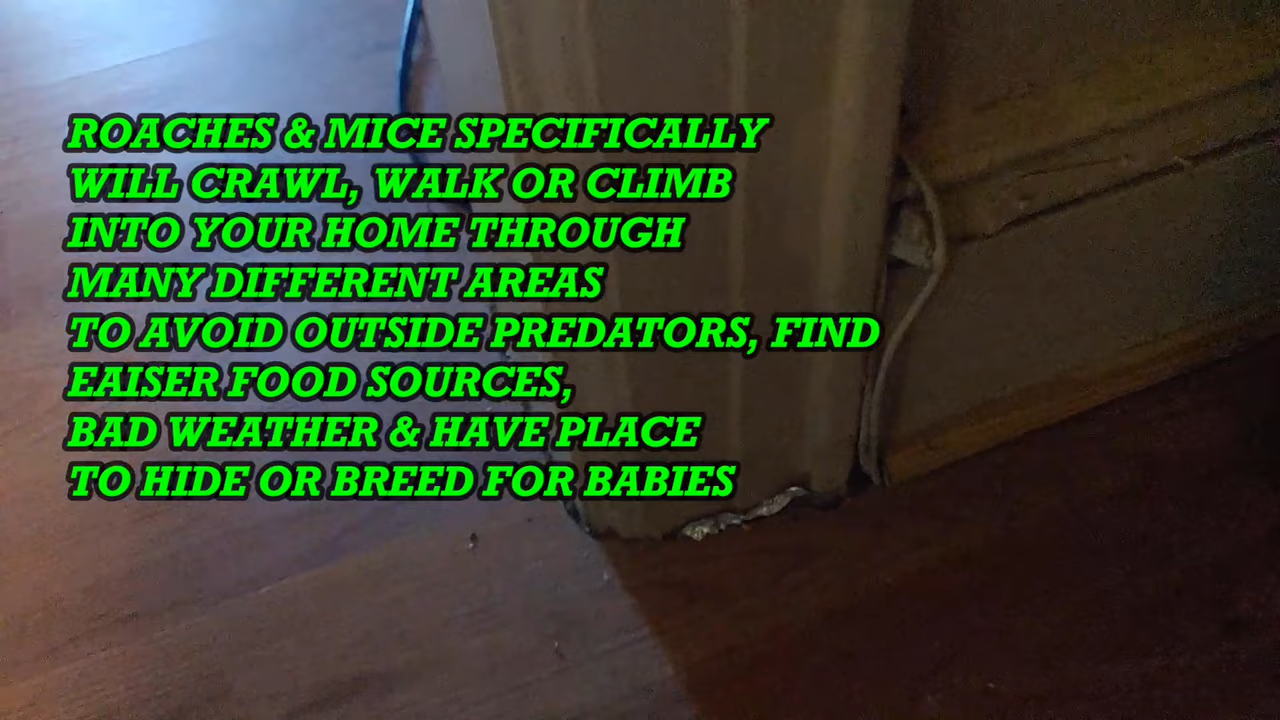 ROACHES & MICE SPECIFICALLY
WILL CRAWL, WALK OR CLIMB
INTO YOUR HOME THROUGH
MANY DIFFERENT AREAS
TO AVOID OUTSIDE PREDATORS, FIND
EAISER FOOD SOURCES,
BAD WEATHER & HAVE PLACE
TO HIDE OR BREED FOR BABIES